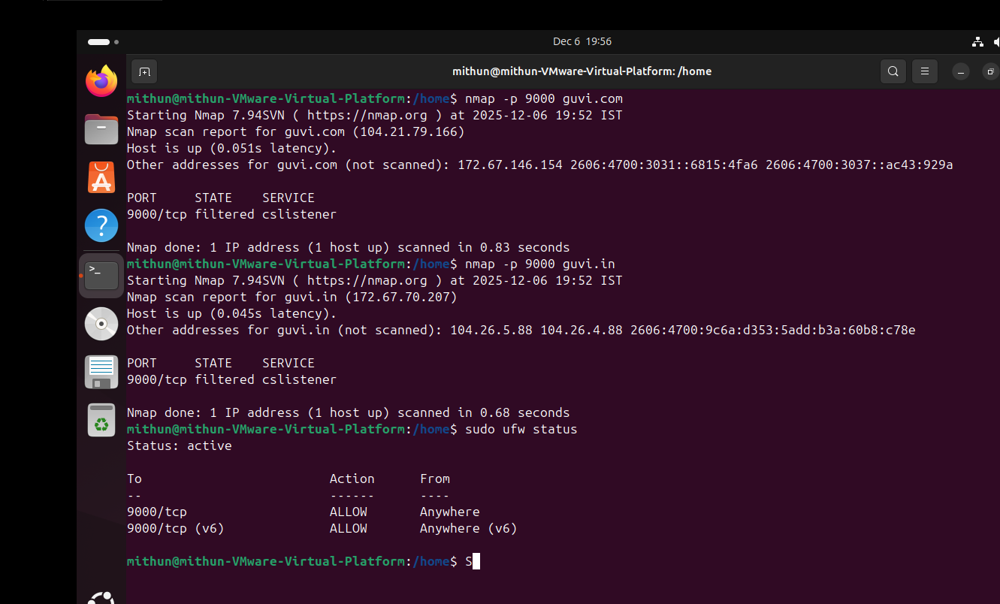 Dec 6 19:56
mithun@mithun-VMware-Virtual-Platform: /home
mithun@mithun-VMware-Virtual-Platform:/home$ nmap -p 9000 guvi.com
Starting Nmap 7.94SVN ( https://nmap.org ) at 2025-12-06 19:52 IST
Nmap scan report for guvi.com (104.21.79.166)
Host is up (0.051s latency).
Other addresses for guvi.com (not scanned): 172.67.146.154 2606:4700:3031::6815:4fa6 2606:4700:3037::ac43:929a
PORT     STATE    SERVICE
9000/tcp filtered cslistener
Nmap done: 1 IP address (1 host up) scanned in 0.83 seconds
mithun@mithun-VMware-Virtual-Platform:/home$ nmap -p 9000 guvi.in
Starting Nmap 7.94SVN ( https://nmap.org ) at 2025-12-06 19:52 IST
Nmap scan report for guvi.in (172.67.70.207)
Host is up (0.045s latency).
Other addresses for guvi.in (not scanned): 104.26.5.88 104.26.4.88 2606:4700:9c6a:d353:5add:b3a:60b8:c78e
PORT     STATE    SERVICE
9000/tcp filtered cslistener
Nmap done: 1 IP address (1 host up) scanned in 0.68 seconds
mithun@mithun-VMware-Virtual-Platform:/home$ sudo ufw status
Status: active
To                         Action      From
--                         ------      ----
9000/tcp                   ALLOW       Anywhere
9000/tcp (v6)              ALLOW       Anywhere (v6)
mithun@mithun-VMware-Virtual-Platform:/home$ S